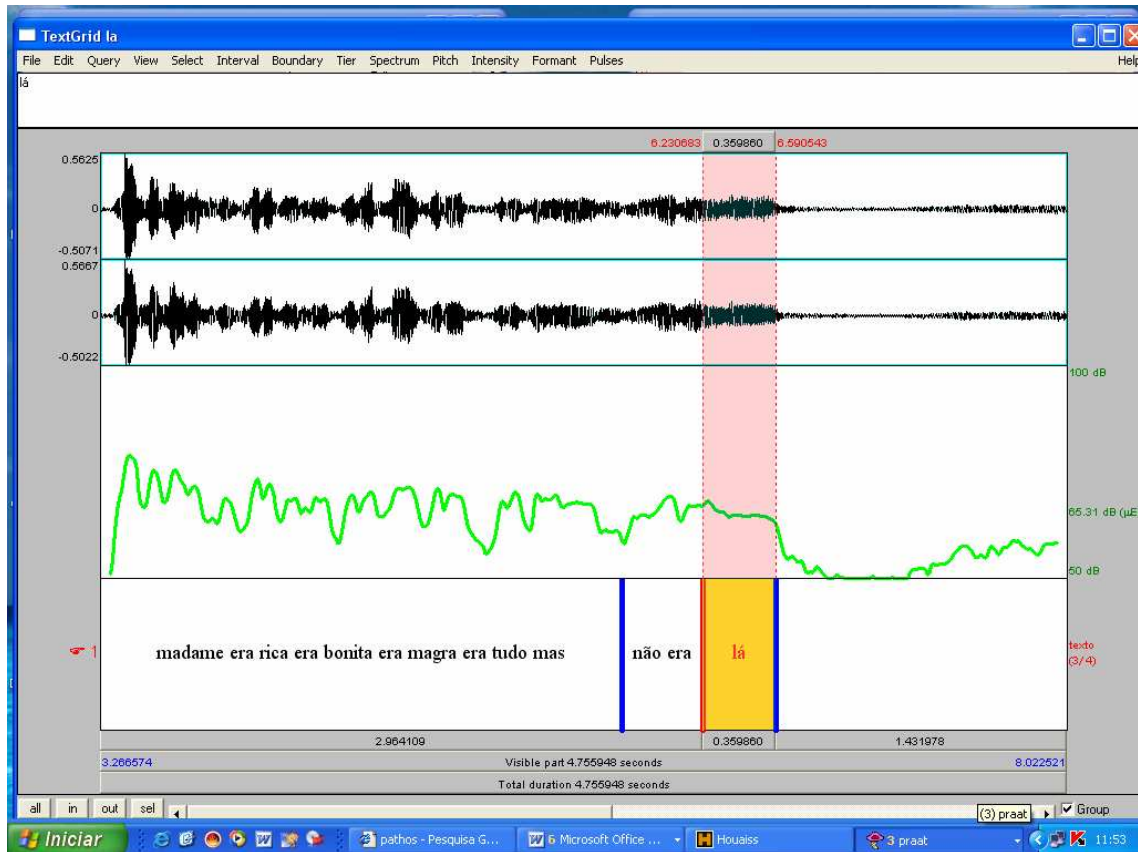 TextGrid la
File Edit Query View Select Interval Boundary Tier Spectrum Pitch Intensity Formant Pulses Help
lá
6.230683 0.359860 6.590543
0.5625
0
-0.5071
0.5667
0
-0.5022
100 dB
65.31 dB (µE
50 dB
1 madame era rica era bonita era magra era tudo mas não era lá texto
(3/4)
2.964109 0.359860 1.431978
3.266574 Visible part 4.755948 seconds 8.022521
Total duration 4.755948 seconds
all in out sel (3) praat Group
Iniciar pathos - Pesquisa G... 6 Microsoft Office ... Houaiss 3 praat 11:53